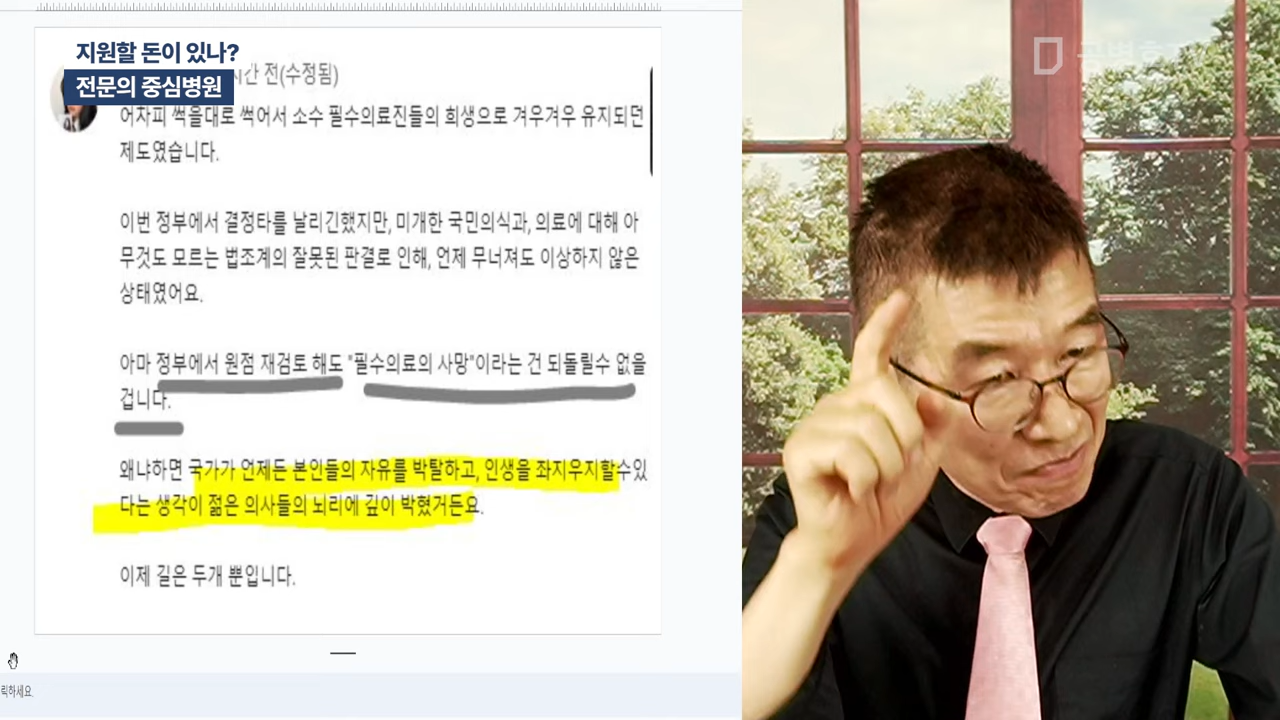 지원할 돈이 있나?
전문의 중심병원
간 전(수정됨)
어차피 썩을대로 썩어서 소수 필수의료진들의 희생으로 겨우겨우 유지되던
제도였습니다.
이번 정부에서 결정타를 날리긴했지만, 미개한 국민의식과, 의료에 대해 아
무것도 모르는 법조계의 잘못된 판결로 인해, 언제 무너져도 이상하지 않은
상태였어요.
아마 정부에서 원점 재검토 해도 "필수의료의 사망"이라는 건 되돌릴수 없을
겁니다.
왜냐하면 국가가 언제든 본인들의 자유를 박탈하고, 인생을 좌지우지할수있
다는 생각이 젊은 의사들의 뇌리에 깊이 박혔거든요.
이제 길은 두개 뿐입니다.
릭하세요.